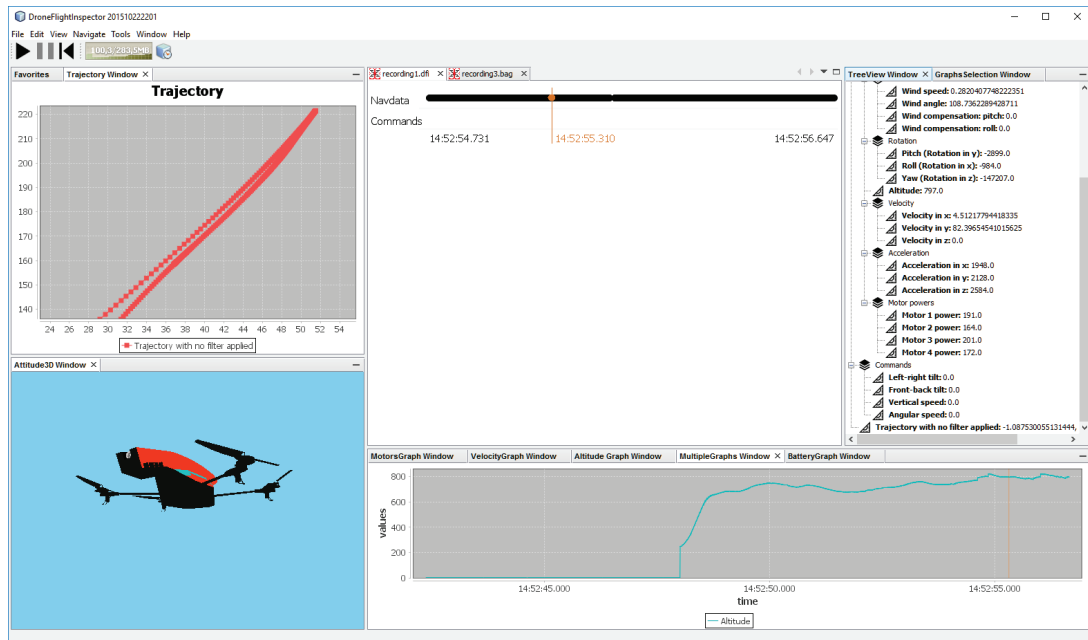 DroneFlightInspector 201510222201
File Edit View Navigate Tools Window Help
100,3/283,5MB
Favorites Trajectory Window
Trajectory
220
210
200
190
180
170
160
150
140
24 26 28 30 32 34 36 38 40 42 44 46 48 50 52 54
Trajectory with no filter applied
Attitude3D Window
recording1.dfi recording3.bag
Navdata
Commands
14:52:54.731 14:52:55.310 14:52:56.647
TreeView Window GraphsSelection Window
Wind speed: 0.2820407748222351
Wind angle: 108.7362289428711
Wind compensation: pitch: 0.0
Wind compensation: roll: 0.0
Rotation
Pitch (Rotation in y): -2899.0
Roll (Rotation in x): -984.0
Yaw (Rotation in z): -147207.0
Altitude: 797.0
Velocity
Velocity in x: 4.51217794418335
Velocity in y: 82.39654541015625
Velocity in z: 0.0
Acceleration
Acceleration in x: 1948.0
Acceleration in y: 2128.0
Acceleration in z: 2584.0
Motor powers
Motor 1 power: 191.0
Motor 2 power: 164.0
Motor 3 power: 201.0
Motor 4 power: 172.0
Commands
Left-right tilt: 0.0
Front-back tilt: 0.0
Vertical speed: 0.0
Angular speed: 0.0
Trajectory with no filter applied: -1.087530055131444,
MotorsGraph Window VelocityGraph Window Altitude Graph Window MultipleGraphs Window BatteryGraph Window
values
800
600
400
200
0
14:52:45.000 14:52:50.000 14:52:55.000
time
Altitude